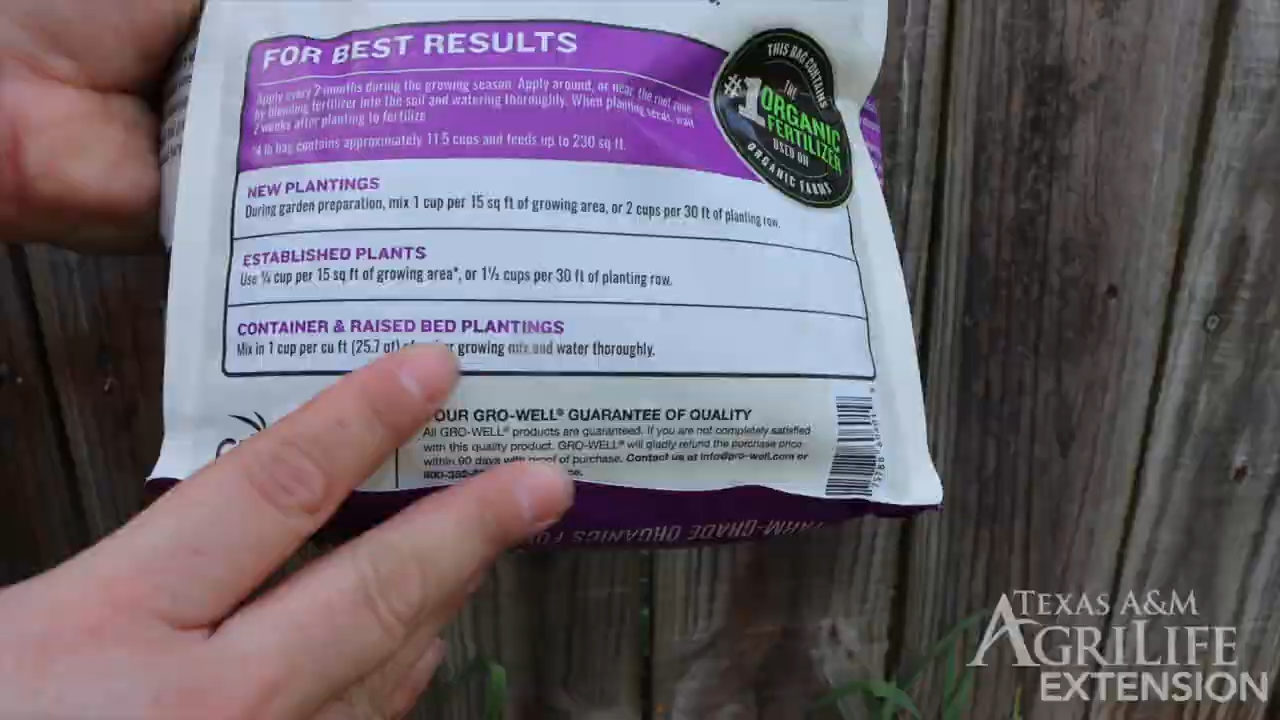 FOR BEST RESULTS
Apply every 2 months during the growing season. Apply around, or near, the root zone
by blending fertilizer into the soil and watering thoroughly. When planting seeds, wait
2 weeks after planting to fertilize
*4 lb bag contains approximately 11.5 cups and feeds up to 230 sq ft.
THIS BAG CONTAINS
THE
#1 ORGANIC
FERTILIZER
USED ON
ORGANIC FARMS
NEW PLANTINGS
During garden preparation, mix 1 cup per 15 sq ft of growing area, or 2 cups per 30 ft of planting row.
ESTABLISHED PLANTS
Use ¾ cup per 15 sq ft of growing area*, or 1½ cups per 30 ft of planting row.
CONTAINER & RAISED BED PLANTINGS
Mix in 1 cup per cu ft (25.7 qt) growing mix and water thoroughly.
OUR GRO-WELL® GUARANTEE OF QUALITY
All GRO-WELL® products are guaranteed. If you are not completely satisfied
with this quality product, GRO-WELL® will gladly refund the purchase price
within 90 days with proof of purchase. Contact us at info@gro-well.com or
800-
FARM-GRADE ORGANICS
TEXAS A&M
AGRILIFE
EXTENSION